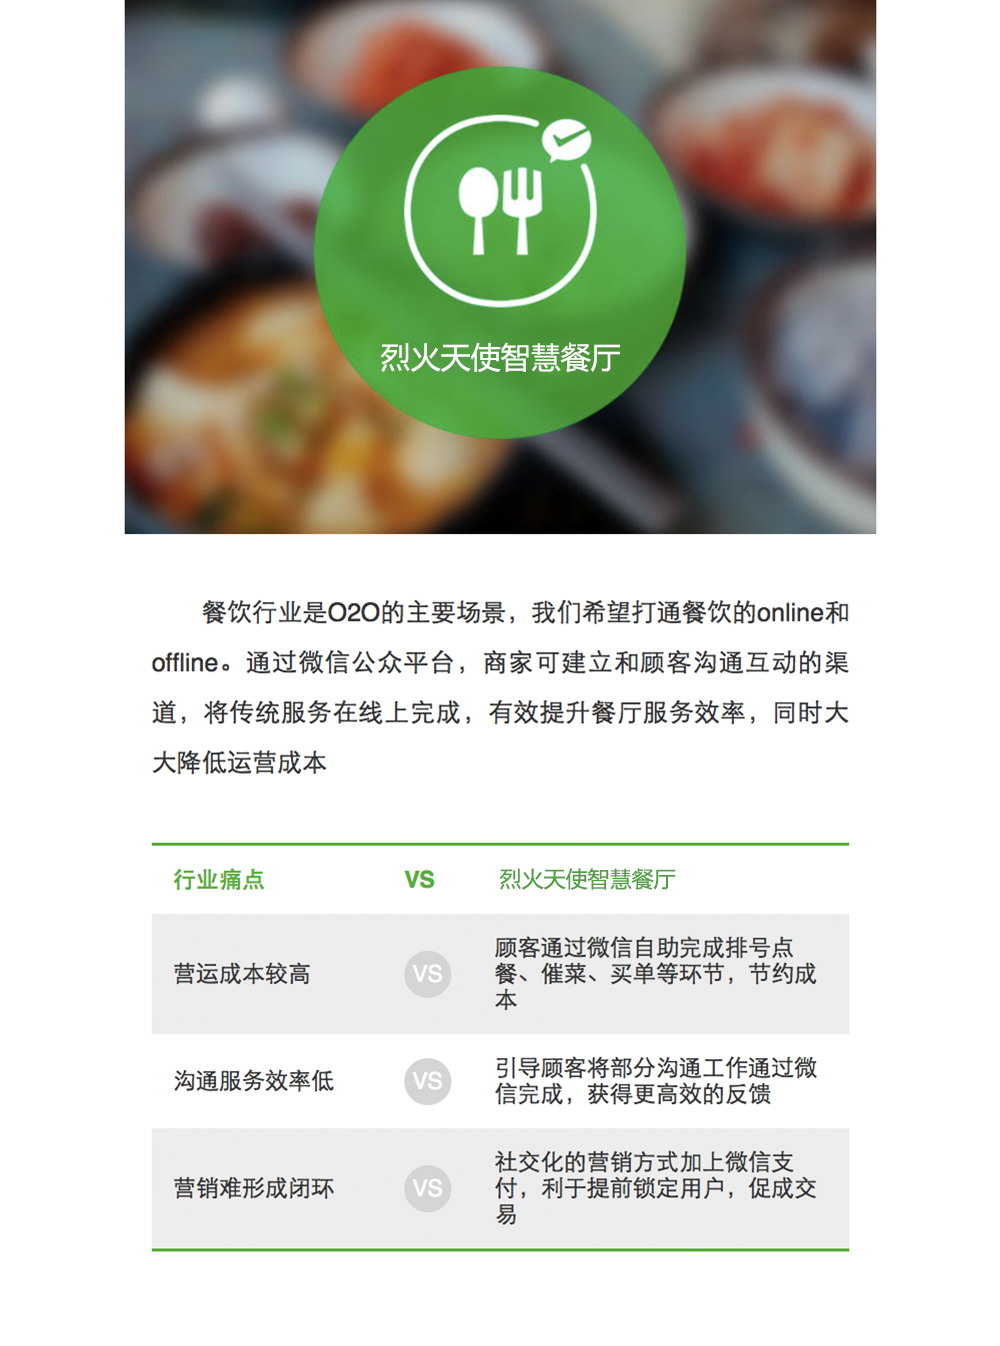 烈火天使智慧餐厅
餐饮行业是O2O的主要场景，我们希望打通餐饮的online和
offline。通过微信公众平台，商家可建立和顾客沟通互动的渠
道，将传统服务在线上完成，有效提升餐厅服务效率，同时大
大降低运营成本
行业痛点 VS 烈火天使智慧餐厅
营运成本较高 VS 顾客通过微信自助完成排号点
餐、催菜、买单等环节，节约成
本
沟通服务效率低 VS 引导顾客将部分沟通工作通过微
信完成，获得更高效的反馈
营销难形成闭环 VS 社交化的营销方式加上微信支
付，利于提前锁定用户，促成交
易